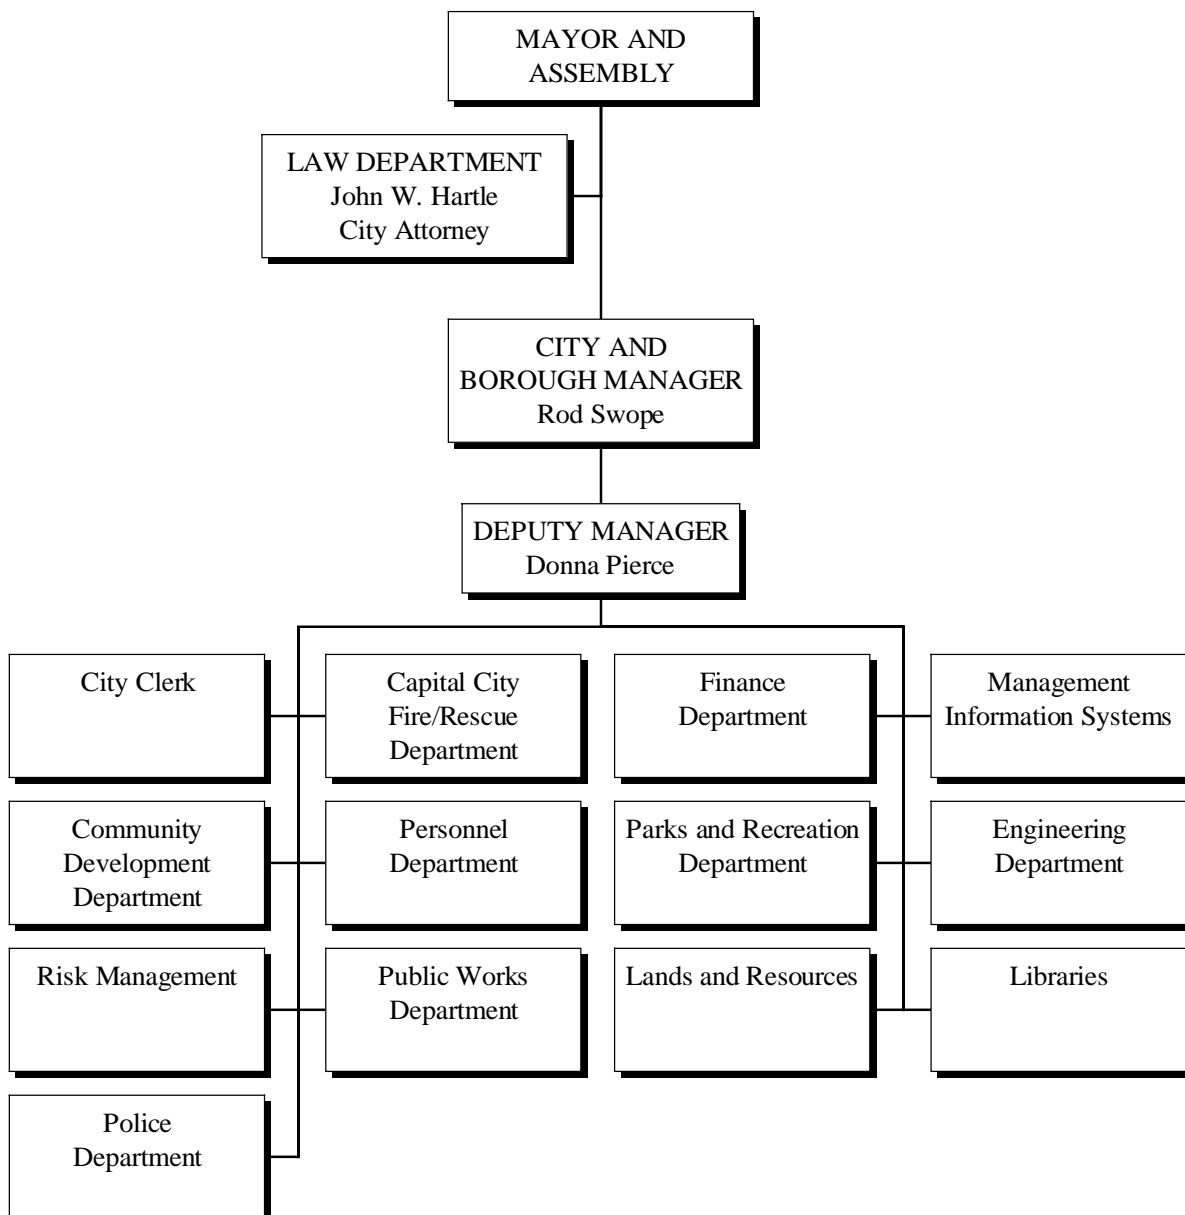 MAYOR AND
ASSEMBLY
LAW DEPARTMENT
John W. Hartle
City Attorney
CITY AND
BOROUGH MANAGER
Rod Swope
DEPUTY MANAGER
Donna Pierce
City Clerk
Capital City
Fire/Rescue
Department
Finance
Department
Management
Information Systems
Community
Development
Department
Personnel
Department
Parks and Recreation
Department
Engineering
Department
Risk Management
Public Works
Department
Lands and Resources
Libraries
Police
Department